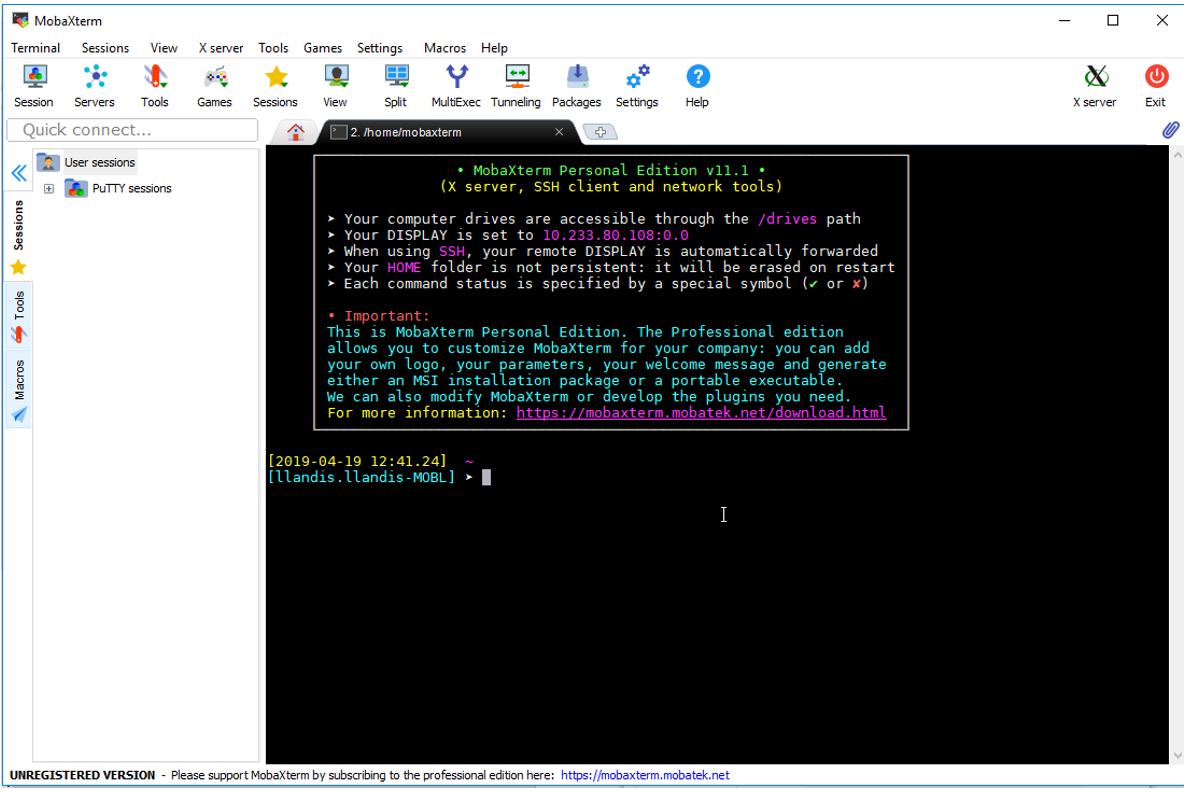 MobaXterm
Terminal Sessions View X server Tools Games Settings Macros Help
Session Servers Tools Games Sessions View Split MultiExec Tunneling Packages Settings Help X server Exit
Quick connect...
2. /home/mobaxterm
User sessions
PuTTY sessions
Sessions
Tools
Macros
• MobaXterm Personal Edition v11.1 •
(X server, SSH client and network tools)
➤ Your computer drives are accessible through the /drives path
➤ Your DISPLAY is set to 10.233.80.108:0.0
➤ When using SSH, your remote DISPLAY is automatically forwarded
➤ Your HOME folder is not persistent: it will be erased on restart
➤ Each command status is specified by a special symbol (✔ or ✘)
• Important:
This is MobaXterm Personal Edition. The Professional edition
allows you to customize MobaXterm for your company: you can add
your own logo, your parameters, your welcome message and generate
either an MSI installation package or a portable executable.
We can also modify MobaXterm or develop the plugins you need.
For more information: https://mobaxterm.mobatek.net/download.html
[2019-04-19 12:41.24] ~
[llandis.llandis-MOBL] ➤
UNREGISTERED VERSION - Please support MobaXterm by subscribing to the professional edition here: https://mobaxterm.mobatek.net